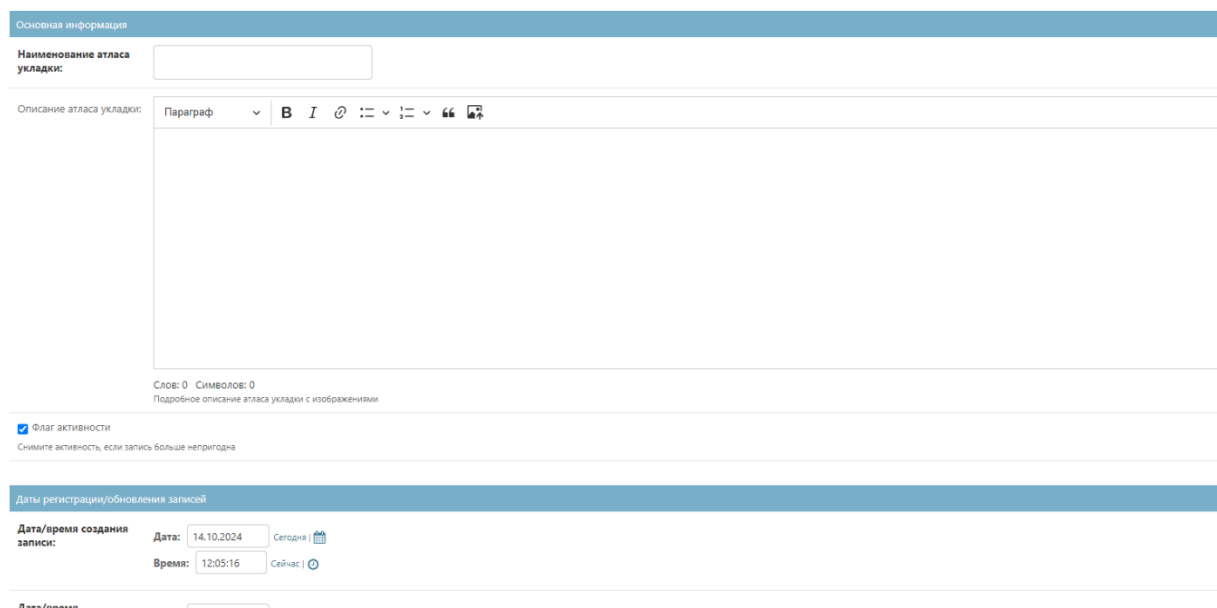 Основная информация
Наименование атласа
укладки:
Описание атласа укладки:
Параграф
B I
Слов: 0 Символов: 0
Подробное описание атласа укладки с изображениями
Флаг активности
Снимите активность, если запись больше непригодна
Даты регистрации/обновления записей
Дата/время создания
записи:
Дата: 14.10.2024 Сегодня |
Время: 12:05:16 Сейчас |
Дата/время